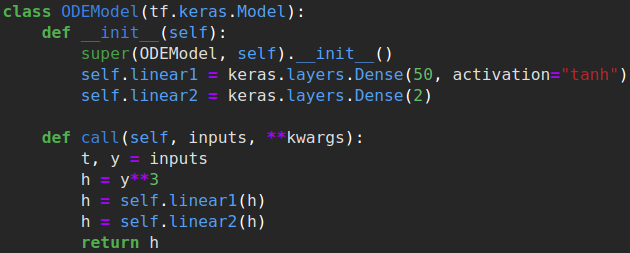 class ODEModel(tf.keras.Model):
    def __init__(self):
        super(ODEModel, self).__init__()
        self.linear1 = keras.layers.Dense(50, activation="tanh")
        self.linear2 = keras.layers.Dense(2)

    def call(self, inputs, **kwargs):
        t, y = inputs
        h = y**3
        h = self.linear1(h)
        h = self.linear2(h)
        return h